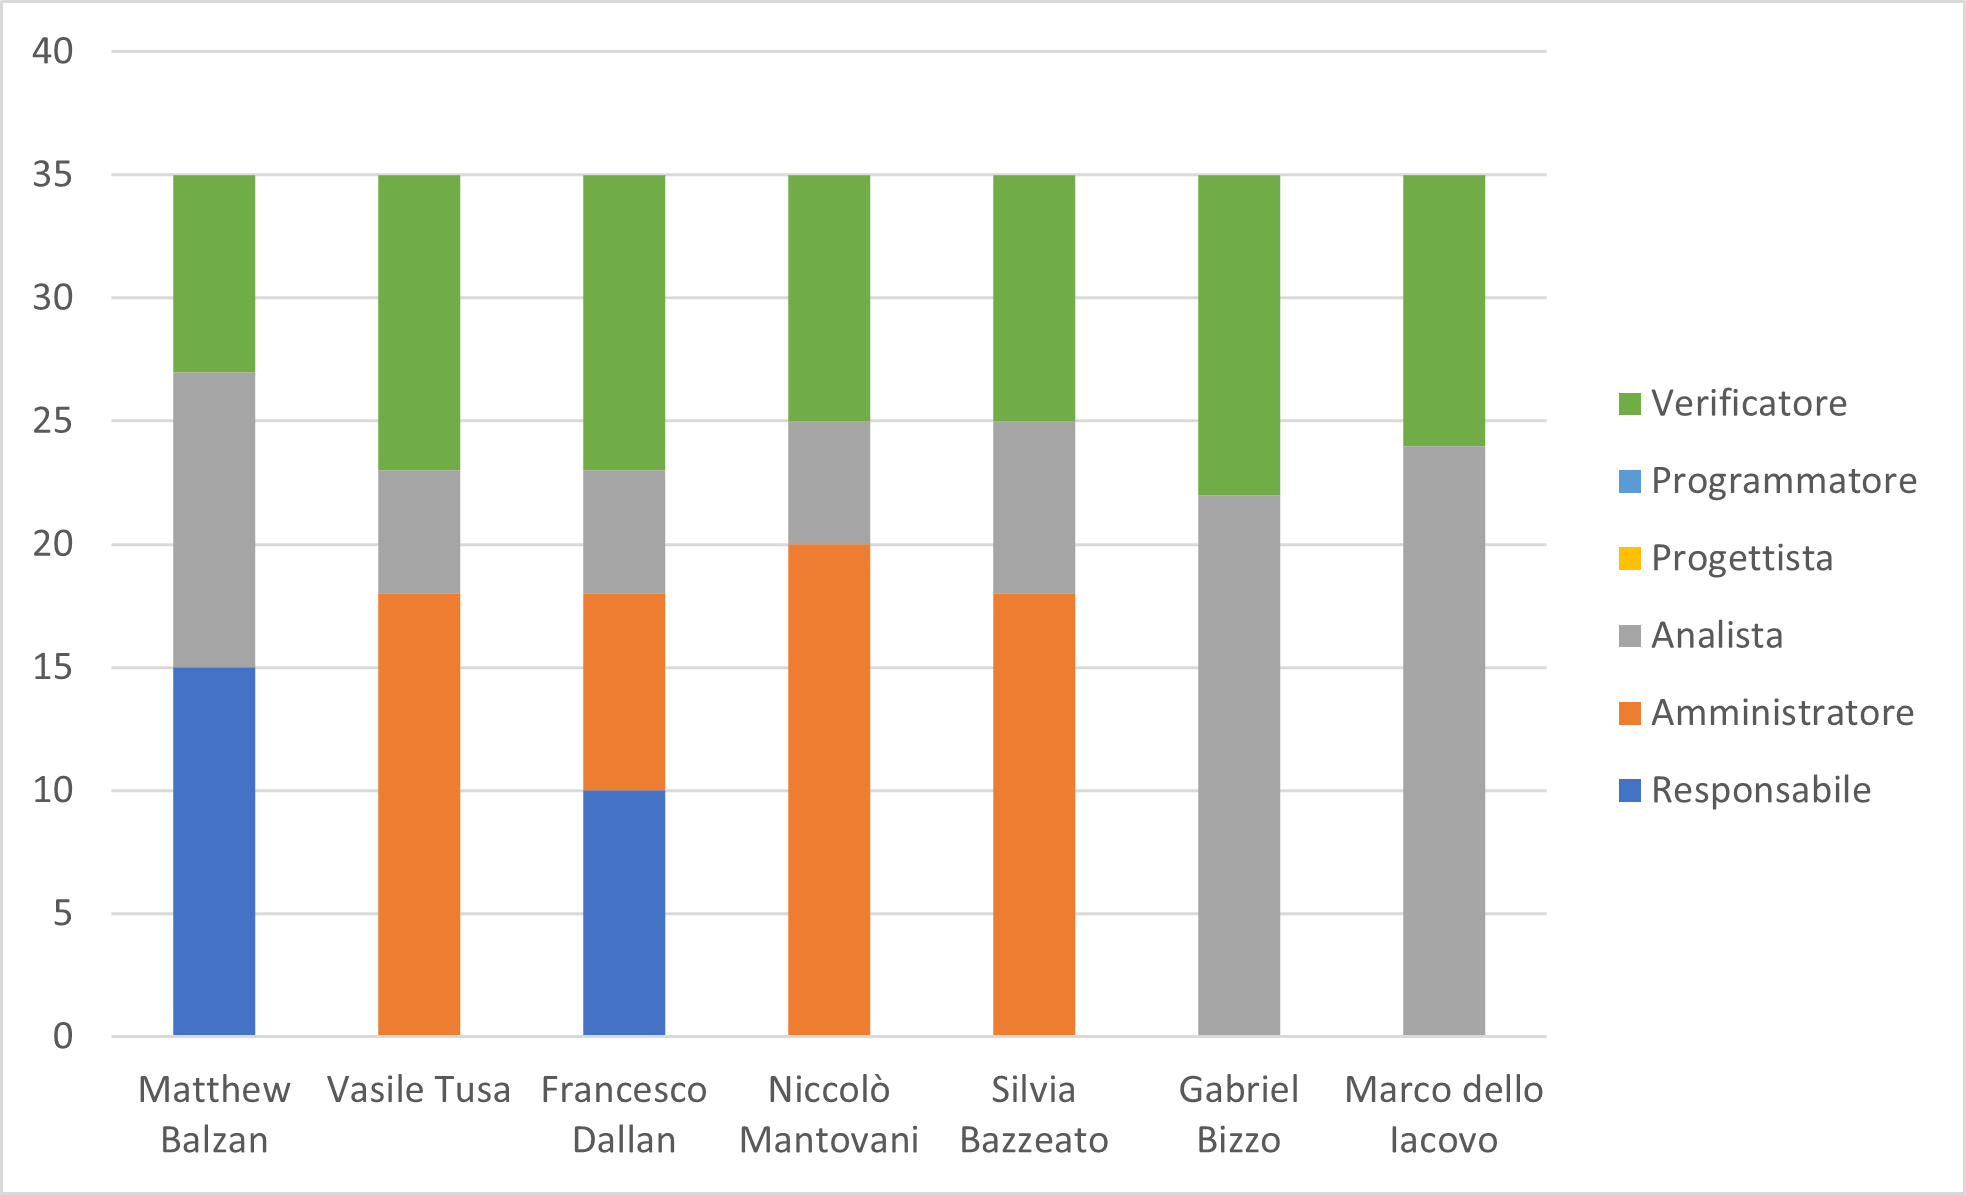 40
35
30
25
20
15
10
5
0
Matthew
Balzan
Vasile Tusa
Francesco
Dallan
Niccolò
Mantovani
Silvia
Bazzeato
Gabriel
Bizzo
Marco dello
Iacovo
Verificatore
Programmatore
Progettista
Analista
Amministratore
Responsabile